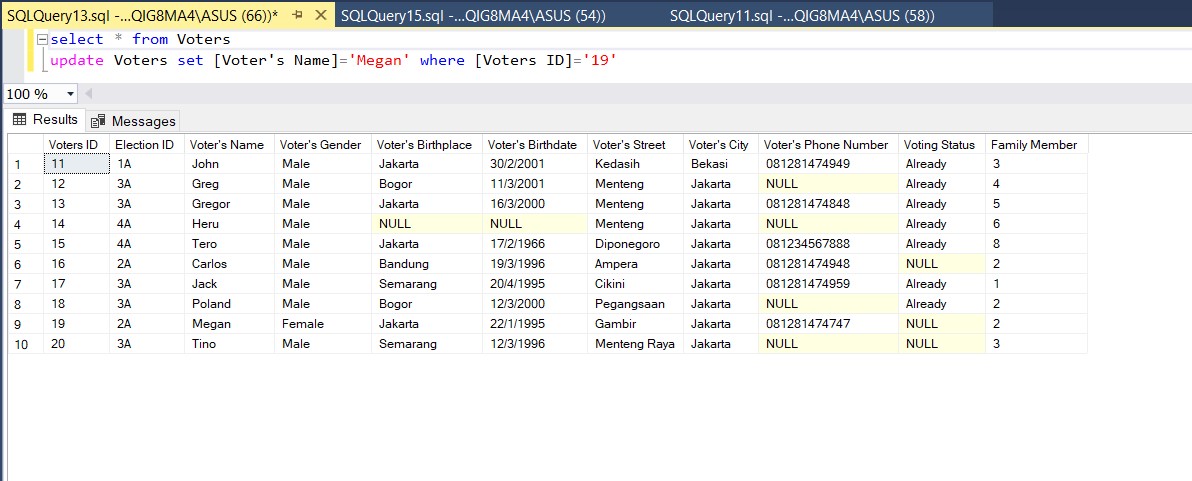 SQLQuery13.sql -...QIG8MA4\ASUS (66))* SQLQuery15.sql -...QIG8MA4\ASUS (54)) SQLQuery11.sql -...QIG8MA4\ASUS (58))
select * from Voters
update Voters set [Voter's Name]='Megan' where [Voters ID]='19'
100 %
Results Messages
Voters ID Election ID Voter's Name Voter's Gender Voter's Birthplace Voter's Birthdate Voter's Street Voter's City Voter's Phone Number Voting Status Family Member
1 11 1A John Male Jakarta 30/2/2001 Kedasih Bekasi 081281474949 Already 3
2 12 3A Greg Male Bogor 11/3/2001 Menteng Jakarta NULL Already 4
3 13 3A Gregor Male Jakarta 16/3/2000 Menteng Jakarta 081281474848 Already 5
4 14 4A Heru Male NULL NULL Menteng Jakarta NULL Already 6
5 15 4A Tero Male Jakarta 17/2/1966 Diponegoro Jakarta 081234567888 Already 8
6 16 2A Carlos Male Bandung 19/3/1996 Ampera Jakarta 081281474948 NULL 2
7 17 3A Jack Male Semarang 20/4/1995 Cikini Jakarta 081281474959 Already 1
8 18 3A Poland Male Bogor 12/3/2000 Pegangsaan Jakarta NULL Already 2
9 19 2A Megan Female Jakarta 22/1/1995 Gambir Jakarta 081281474747 NULL 2
10 20 3A Tino Male Semarang 12/3/1996 Menteng Raya Jakarta NULL NULL 3